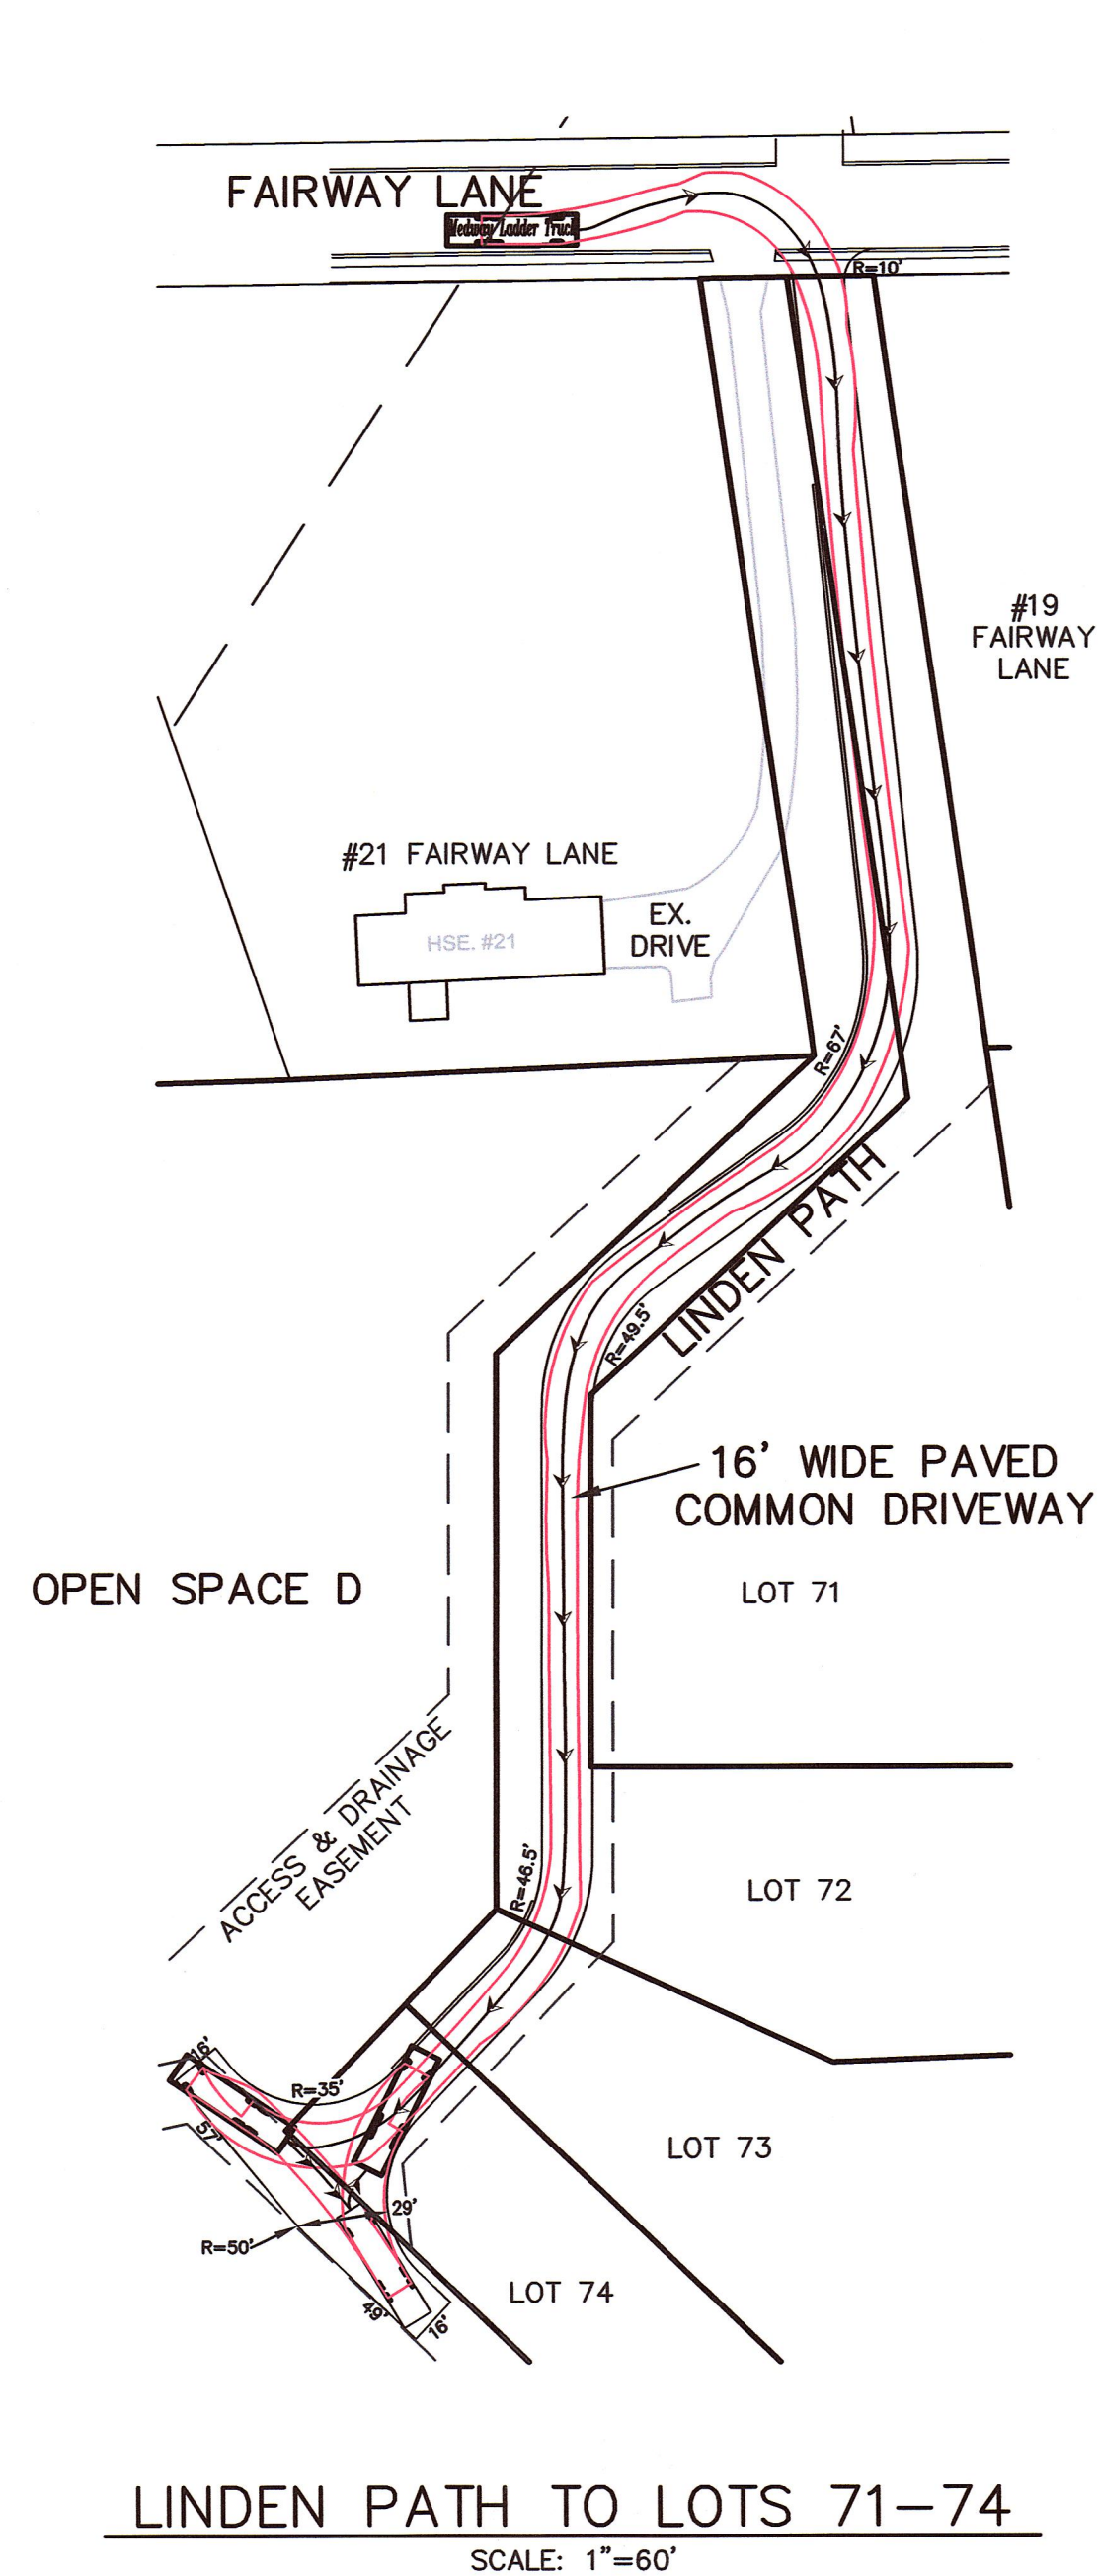 FAIRWAY LANE
Medway Ladder Truck
R=10'
#19
FAIRWAY
LANE
#21 FAIRWAY LANE
HSE. #21
EX.
DRIVE
R=67'
LINDEN PATH
R=49.5'
16' WIDE PAVED
COMMON DRIVEWAY
OPEN SPACE D
LOT 71
ACCESS & DRAINAGE
EASEMENT
R=46.5'
LOT 72
16'
R=35'
57'
LOT 73
29'
R=50'
LOT 74
49'
16'
LINDEN PATH TO LOTS 71-74
SCALE: 1"=60'